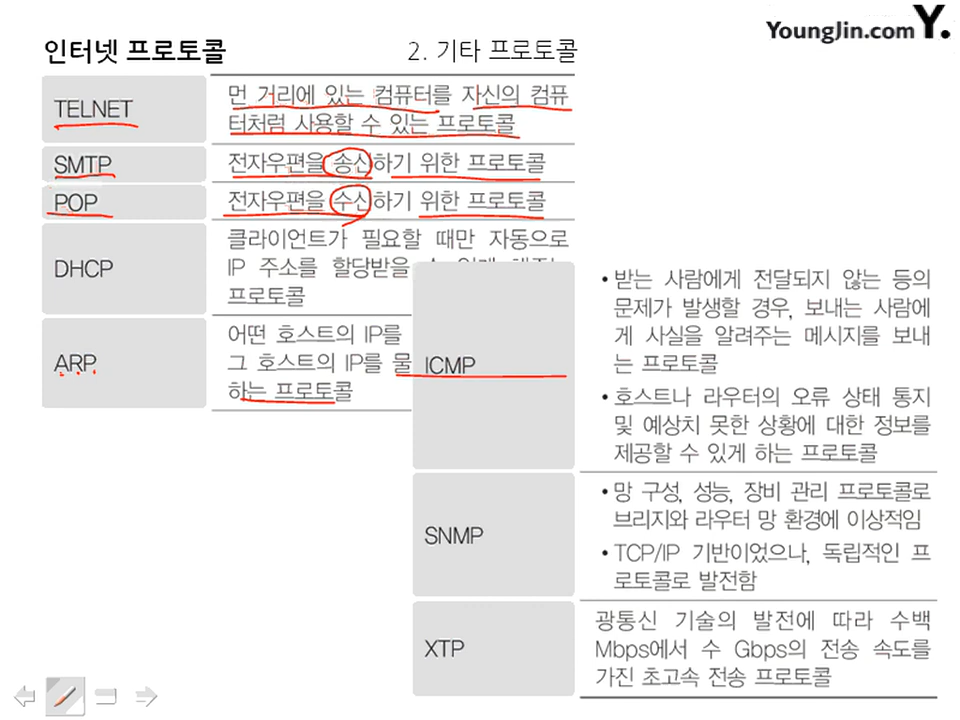 YoungJin.com Y.
인터넷 프로토콜
2. 기타 프로토콜
TELNET
먼 거리에 있는 컴퓨터를 자신의 컴퓨
터처럼 사용할 수 있는 프로토콜
SMTP
전자우편을 송신하기 위한 프로토콜
POP
전자우편을 수신하기 위한 프로토콜
DHCP
클라이언트가 필요할 때만 자동으로
IP 주소를 할당받을
프로토콜
ARP
어떤 호스트의 IP를
그 호스트의 IP를 물
하는 프로토콜
ICMP
• 받는 사람에게 전달되지 않는 등의
문제가 발생할 경우, 보내는 사람에
게 사실을 알려주는 메시지를 보내
는 프로토콜
• 호스트나 라우터의 오류 상태 통지
및 예상치 못한 상황에 대한 정보를
제공할 수 있게 하는 프로토콜
SNMP
• 망 구성, 성능, 장비 관리 프로토콜로
브리지와 라우터 망 환경에 이상적임
• TCP/IP 기반이었으나, 독립적인 프
로토콜로 발전함
XTP
광통신 기술의 발전에 따라 수백
Mbps에서 수 Gbps의 전송 속도를
가진 초고속 전송 프로토콜